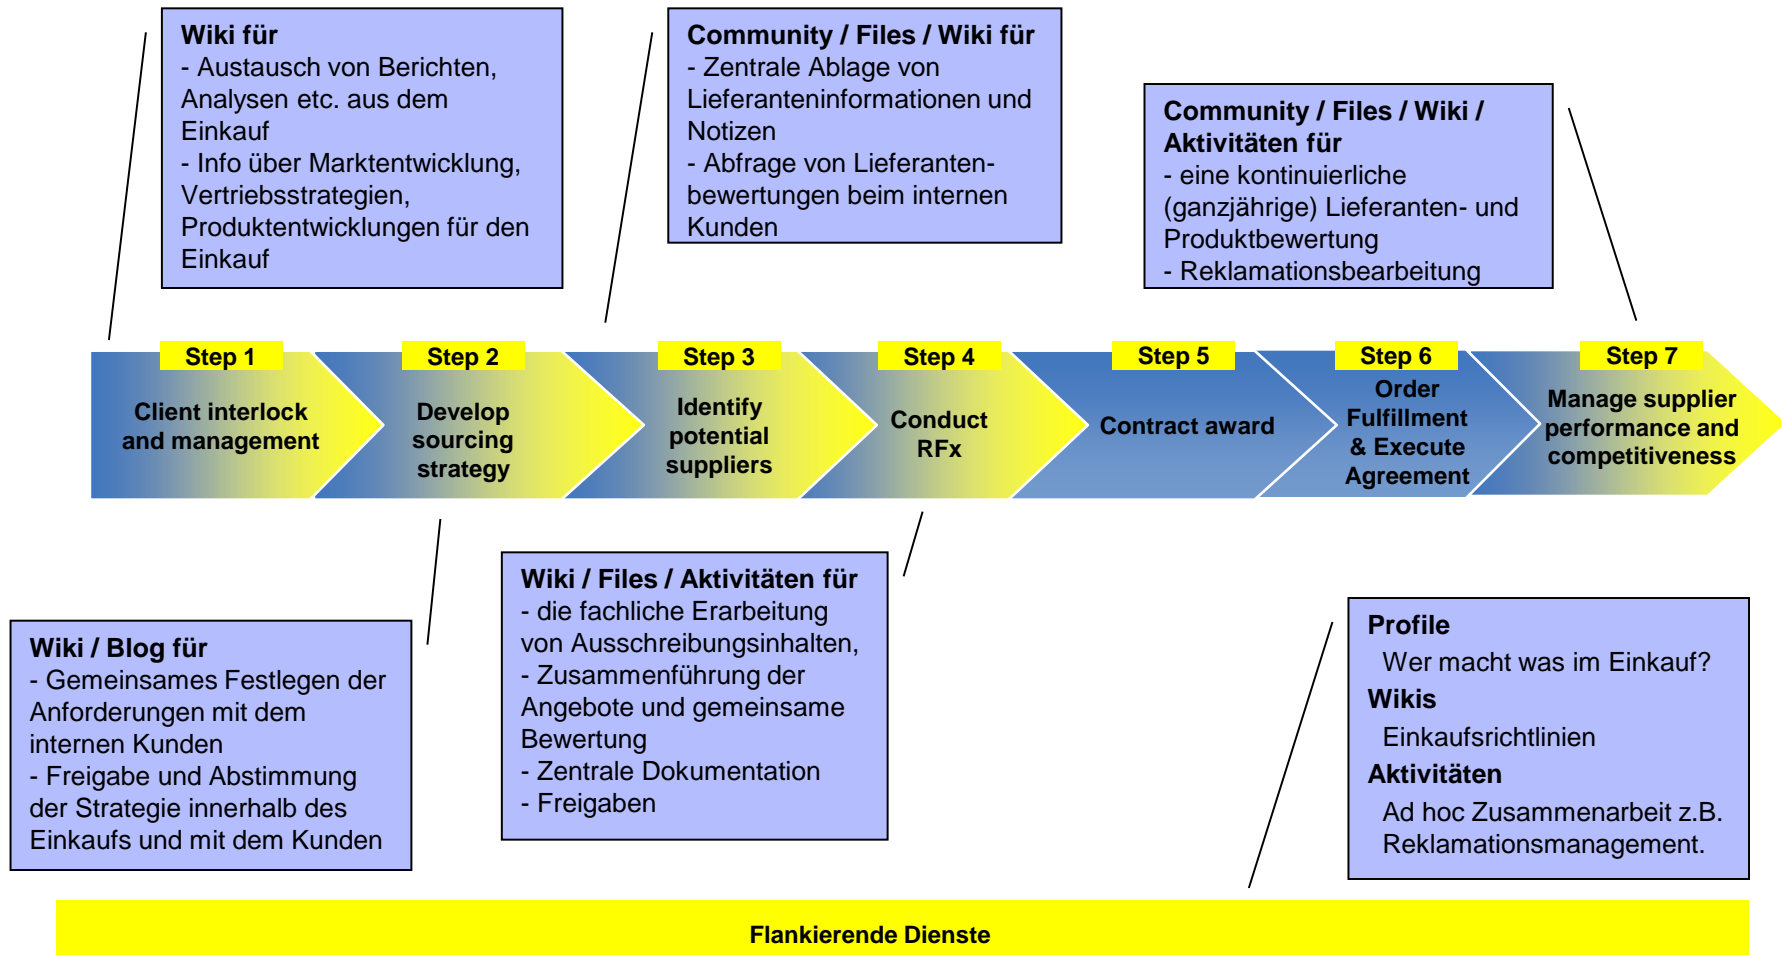 Wiki für
- Austausch von Berichten,
Analysen etc. aus dem
Einkauf
- Info über Marktentwicklung,
Vertriebsstrategien,
Produktentwicklungen für den
Einkauf
Community / Files / Wiki für
- Zentrale Ablage von
Lieferanteninformationen und
Notizen
- Abfrage von Lieferanten-
bewertungen beim internen
Kunden
Community / Files / Wiki /
Aktivitäten für
- eine kontinuierliche
(ganzjährige) Lieferanten- und
Produktbewertung
- Reklamationsbearbeitung
Step 1
Client interlock
and management
Step 2
Develop
sourcing
strategy
Step 3
Identify
potential
suppliers
Step 4
Conduct
RFx
Step 5
Contract award
Step 6
Order
Fulfillment
& Execute
Agreement
Step 7
Manage supplier
performance and
competitiveness
Wiki / Blog für
- Gemeinsames Festlegen der
Anforderungen mit dem
internen Kunden
- Freigabe und Abstimmung
der Strategie innerhalb des
Einkaufs und mit dem Kunden
Wiki / Files / Aktivitäten für
- die fachliche Erarbeitung
von Ausschreibungsinhalten,
- Zusammenführung der
Angebote und gemeinsame
Bewertung
- Zentrale Dokumentation
- Freigaben
Profile
Wer macht was im Einkauf?
Wikis
Einkaufsrichtlinien
Aktivitäten
Ad hoc Zusammenarbeit z.B.
Reklamationsmanagement.
Flankierende Dienste